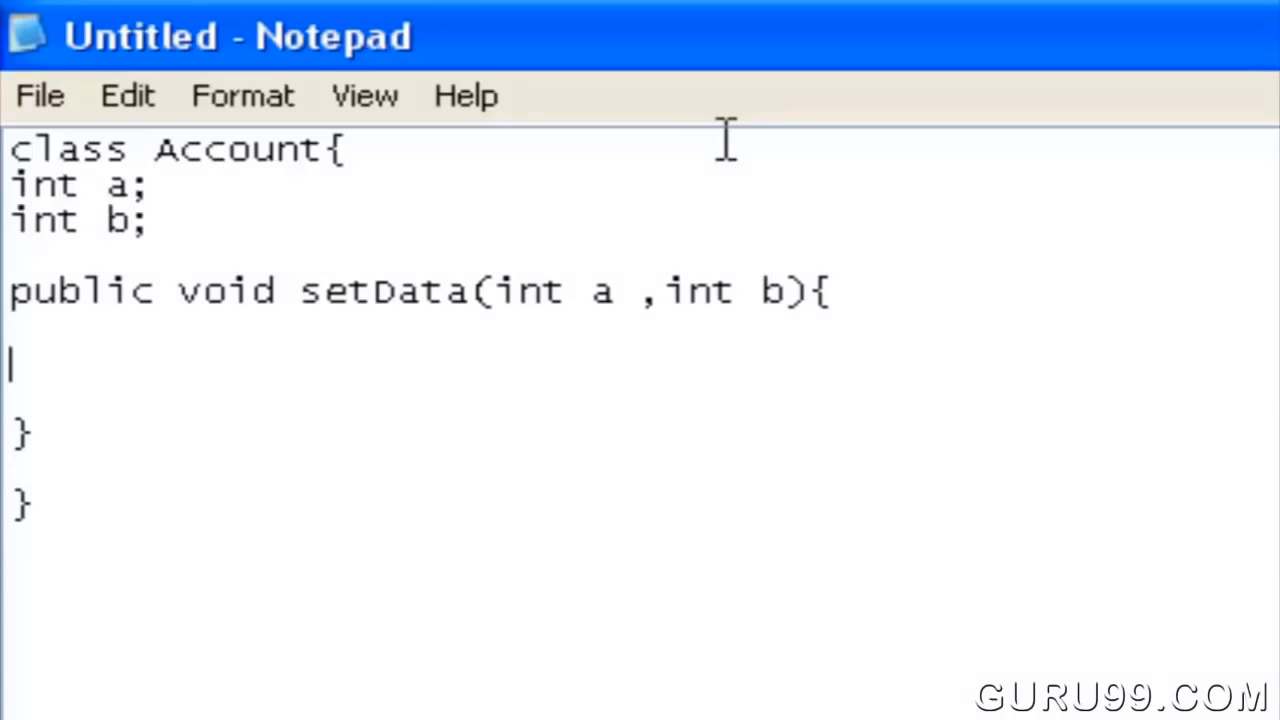 Untitled - Notepad
File Edit Format View Help
class Account{
int a;
int b;
public void setData(int a ,int b){
}
}
GURU99.COM